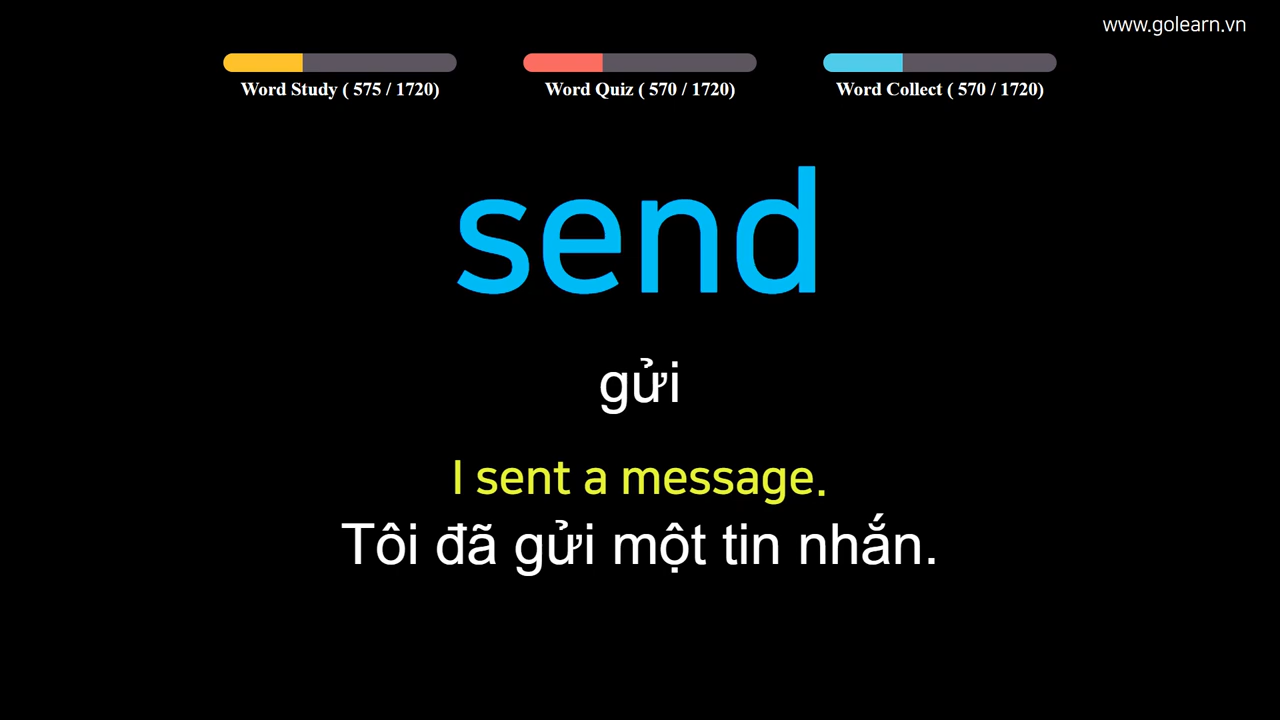 www.golearn.vn
Word Study ( 575 / 1720)
Word Quiz ( 570 / 1720)
Word Collect ( 570 / 1720)
send
gửi
I sent a message.
Tôi đã gửi một tin nhắn.